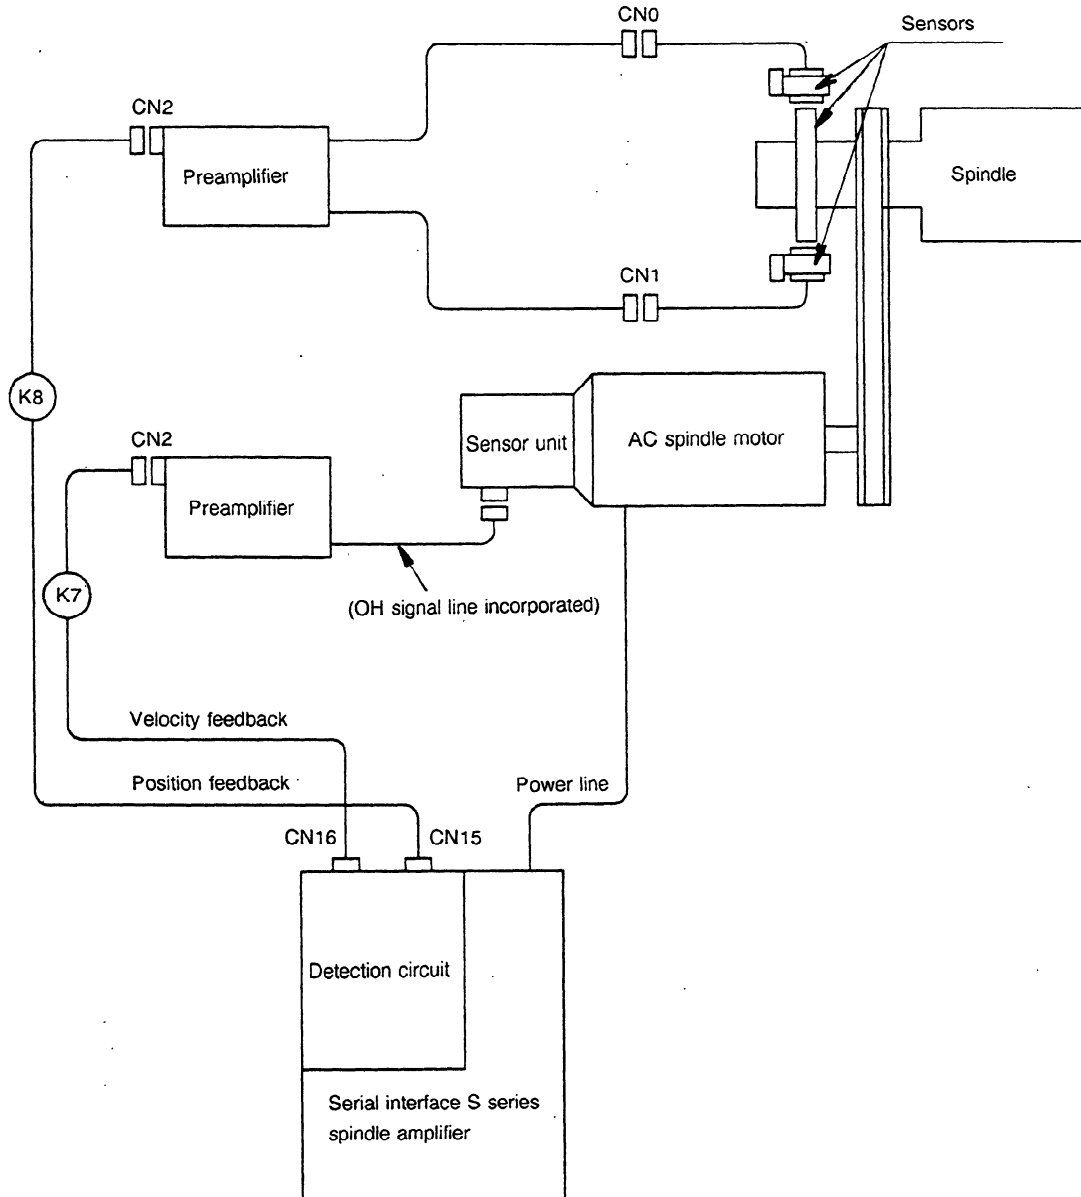 CN0
Sensors
CN2
Preamplifier
Spindle
CN1
K8
CN2
Sensor unit
AC spindle motor
Preamplifier
K7
(OH signal line incorporated)
Velocity feedback
Position feedback
Power line
CN16
CN15
Detection circuit
Serial interface S series
spindle amplifier